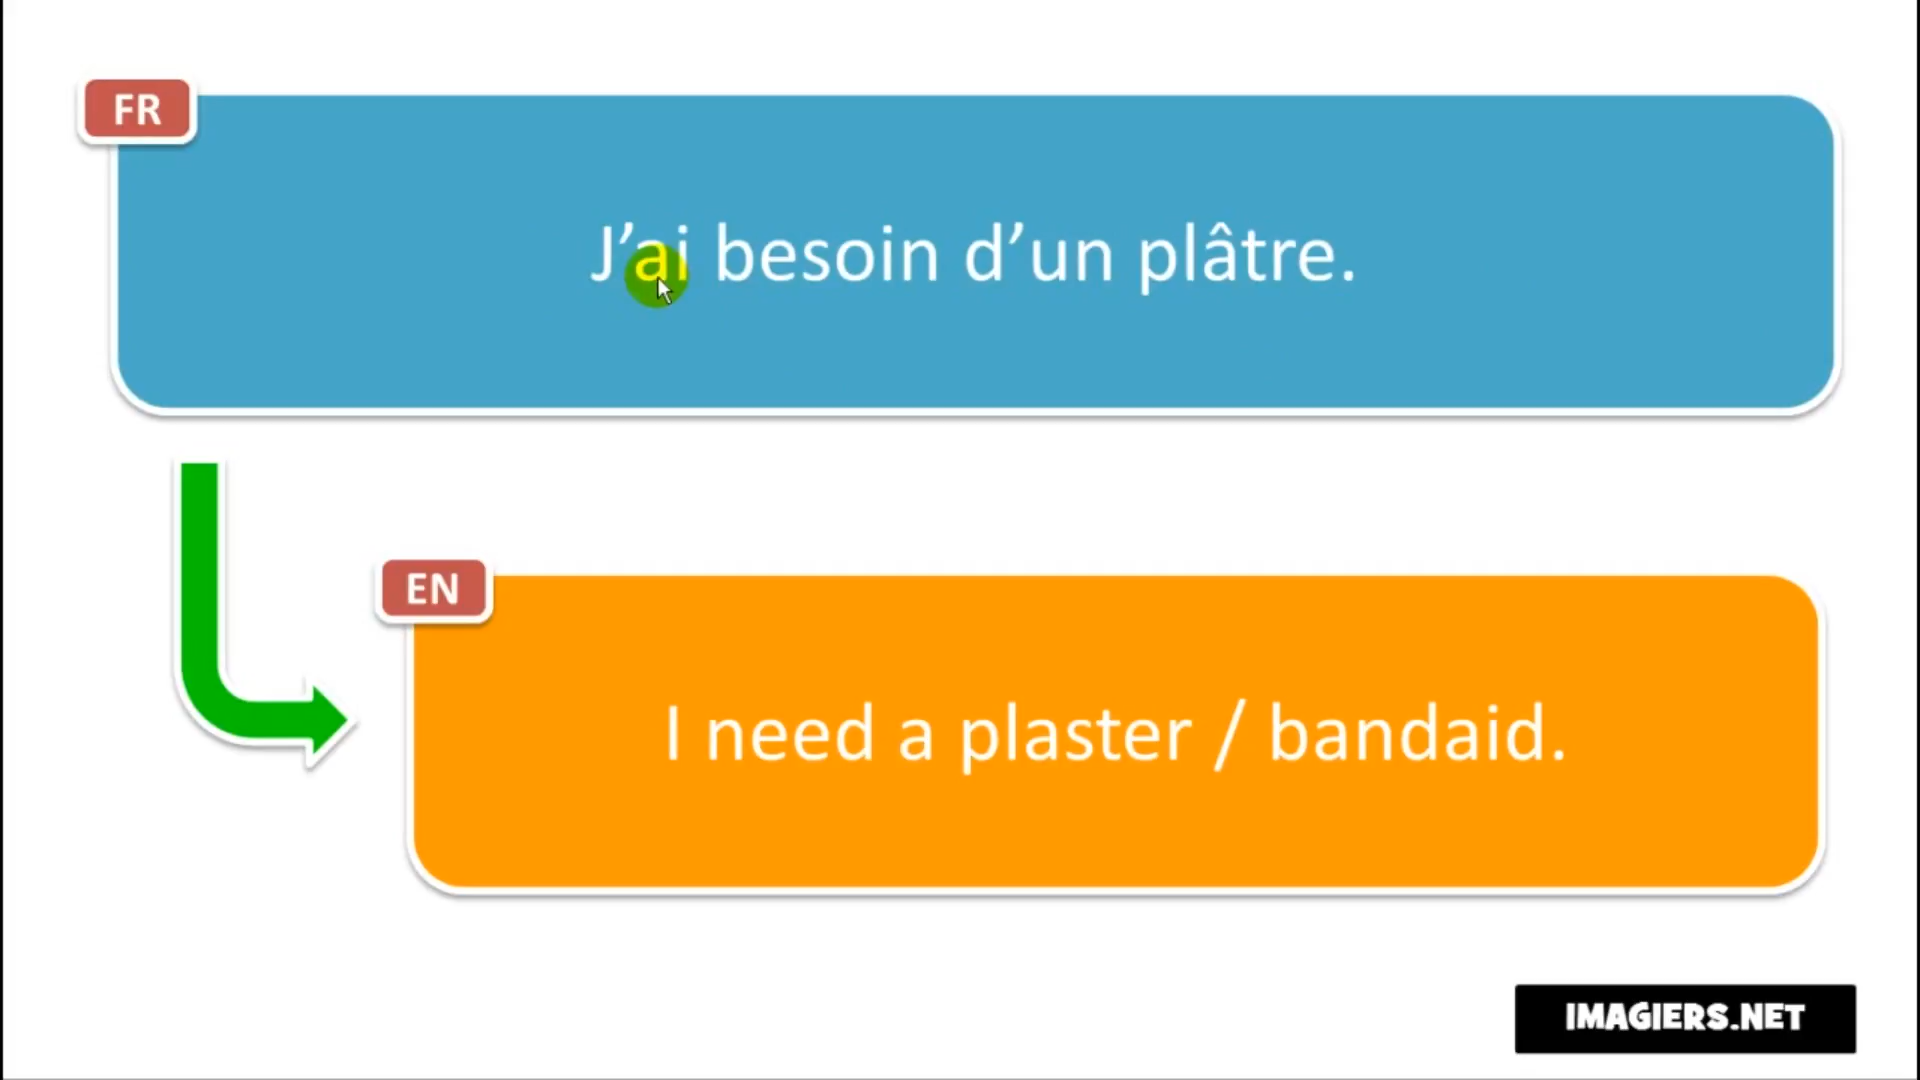 FR
J’ai besoin d’un plâtre.
EN
I need a plaster / bandaid.
IMAGIERS.NET